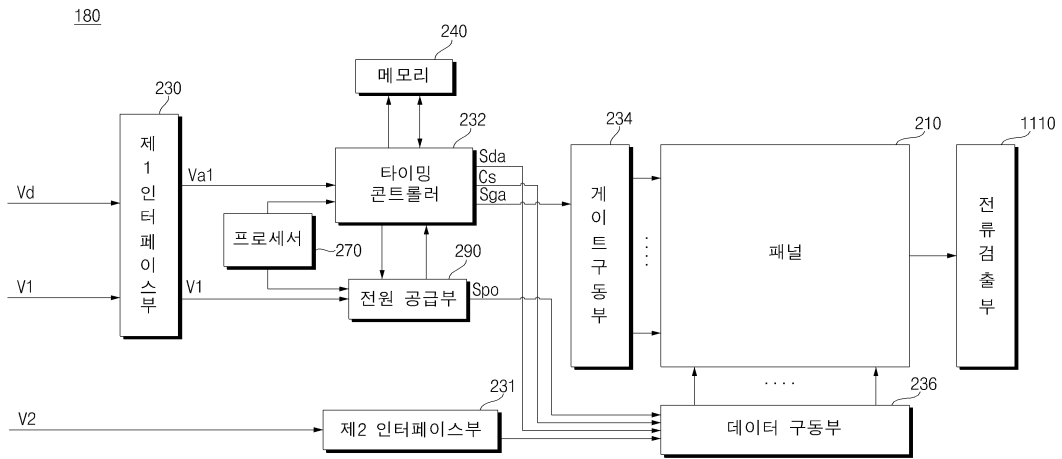 180
240
메모리
230
232
234
210
1110
제1인터페이스부
Vd
Va1
타이밍
콘트롤러
Sda
Cs
Sga
게이트구동부
패널
전류검출부
프로세서
270
290
V1
V1
전원 공급부
Spo
231
236
V2
제2 인터페이스부
데이터 구동부